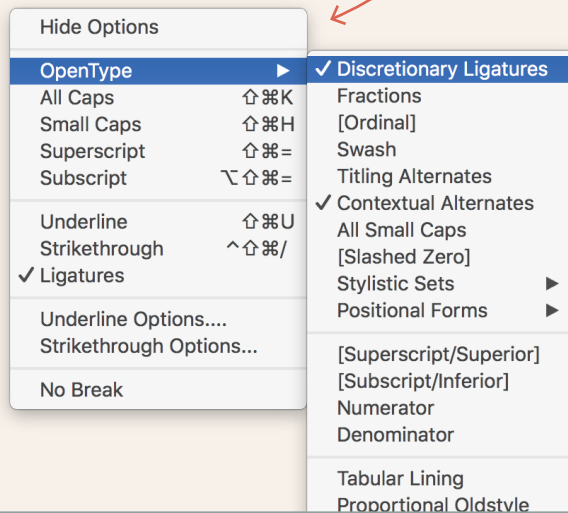 Hide Options
OpenType ▶
All Caps ⇧⌘K
Small Caps ⇧⌘H
Superscript ⇧⌘=
Subscript ⌥⇧⌘=
Underline ⇧⌘U
Strikethrough ^⇧⌘/
✓ Ligatures
Underline Options....
Strikethrough Options...
No Break
✓ Discretionary Ligatures
Fractions
[Ordinal]
Swash
Titling Alternates
✓ Contextual Alternates
All Small Caps
[Slashed Zero]
Stylistic Sets ▶
Positional Forms ▶
[Superscript/Superior]
[Subscript/Inferior]
Numerator
Denominator
Tabular Lining
Proportional Oldstyle